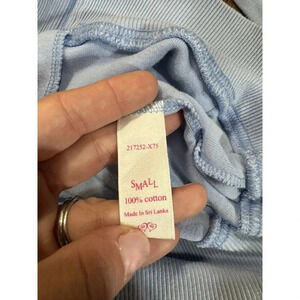 217252-X75
SMALL
100% cotton
Made in Sri Lanka